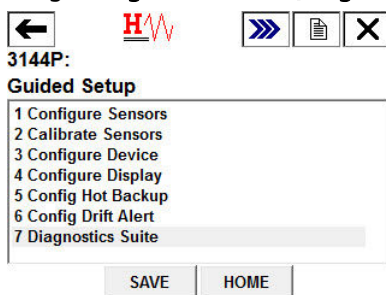 H
3144P:
Guided Setup
1 Configure Sensors
2 Calibrate Sensors
3 Configure Device
4 Configure Display
5 Config Hot Backup
6 Config Drift Alert
7 Diagnostics Suite
SAVE HOME